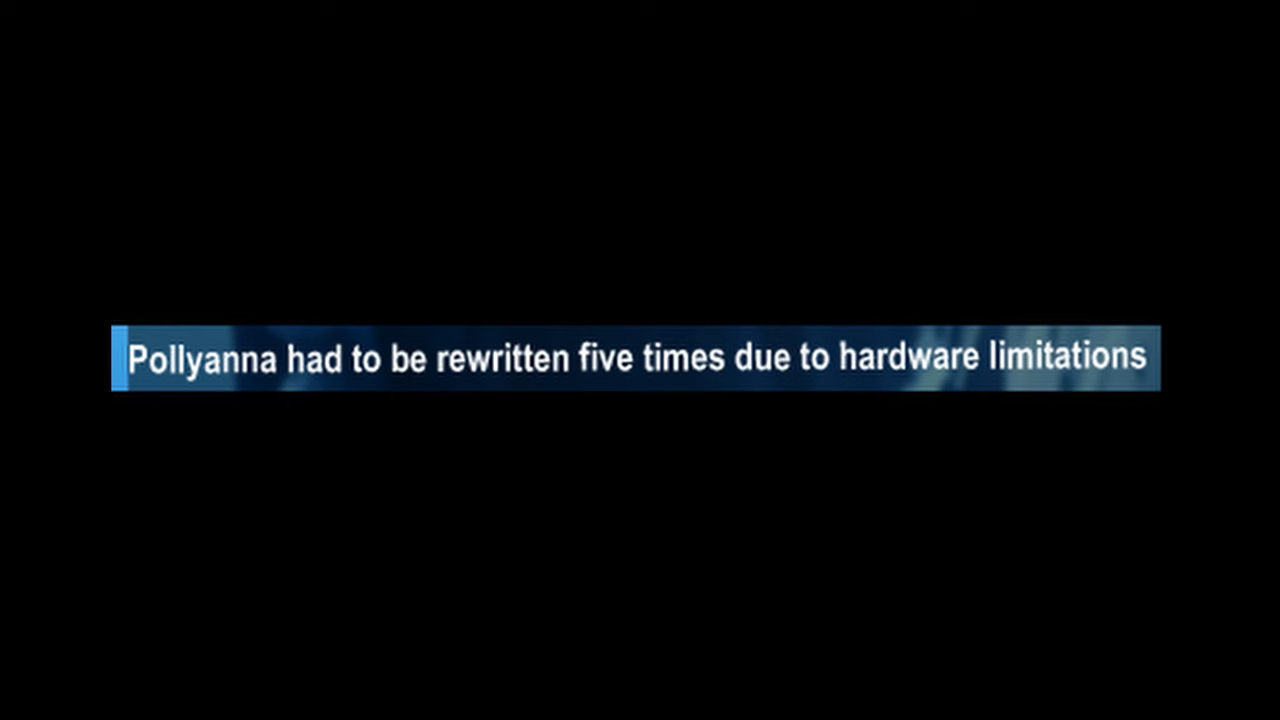 Pollyanna had to be rewritten five times due to hardware limitations